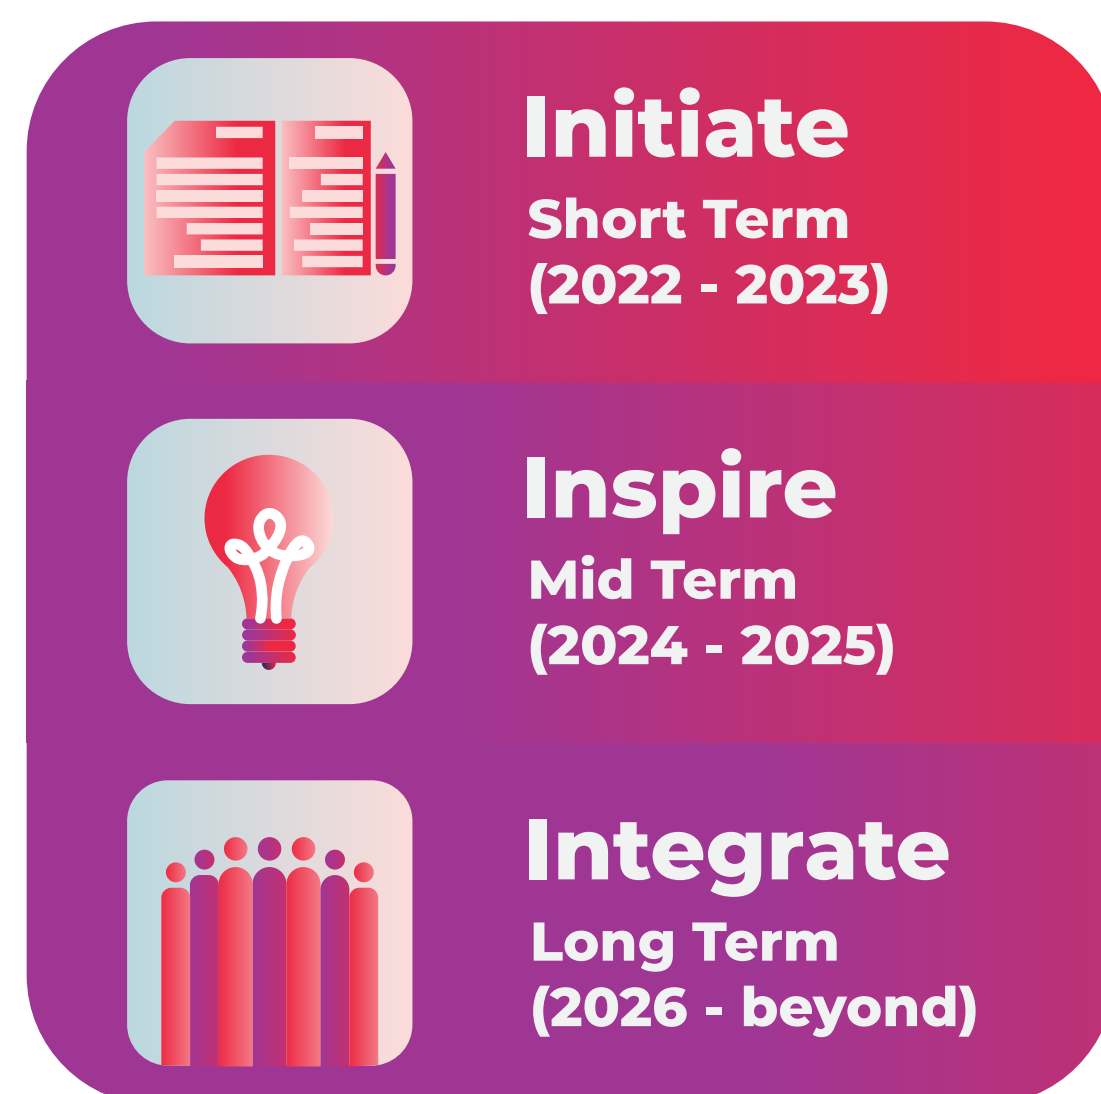 Initiate
Short Term
(2022 - 2023)
Inspire
Mid Term
(2024 - 2025)
Integrate
Long Term
(2026 - beyond)